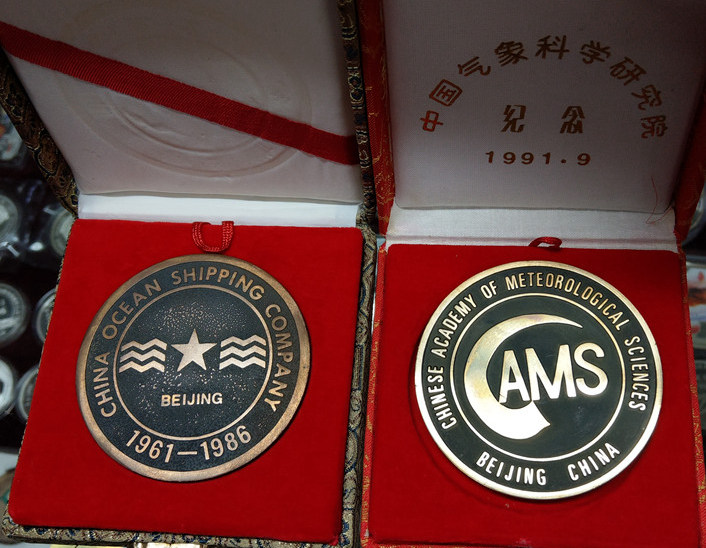 中国气象科学研究院
纪念
1991.9
CHINA OCEAN SHIPPING COMPANY
BEIJING
1961—1986
CHINESE ACADEMY OF METEOROLOGICAL SCIENCES
CAMS
BEIJING CHINA